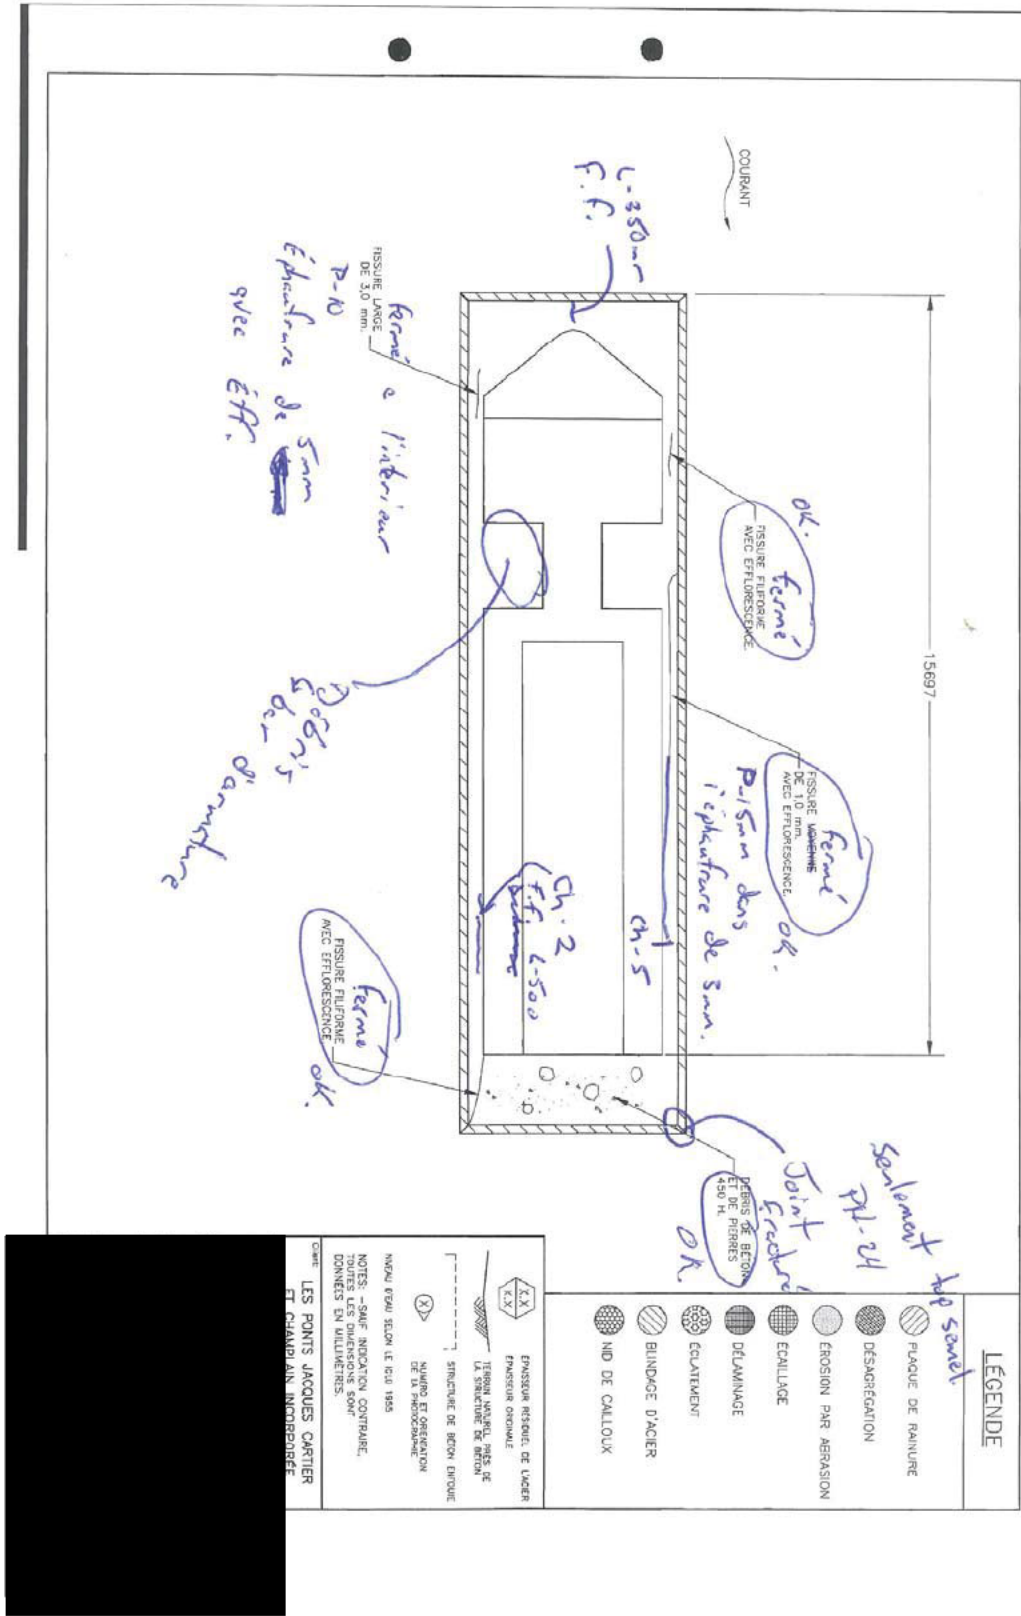 COURANT
L-350mm
F.F.
15697
OK.
fermé
FISSURE FILIFORME
AVEC EFFLORESCENCE.
fermé
FISSURE MOYENNE
DE 1,0 mm.
AVEC EFFLORESCENCE.
OK.
P-15mm dans
l'éphaufrure de 3mm.
fermé à l'intérieur
FISSURE LARGE
DE 3,0 mm.
P-10
Éphaufrure de 5mm
avec Éff.
Débris
de
d'armature
Ch-5
Ch-2
F.F. L-500
fermé
FISSURE FILIFORME
AVEC EFFLORESCENCE
OK.
Seulement top semel
PH-24
Joint
fracturé
DÉBRIS DE BÉTON
ET DE PIERRES
450 H.
OK.
LÉGENDE
PLAQUE DE RAINURE
DÉSAGRÉGATION
ÉROSION PAR ABRASION
ÉCAILLAGE
DÉLAMINAGE
ÉCLATEMENT
BLINDAGE D'ACIER
NID DE CAILLOUX
X.X
X.X
ÉPAISSEUR RÉSIDUEL DE L'ACIER
ÉPAISSEUR ORIGINALE
TERRAIN NATUREL PRÈS DE
LA STRUCTURE DE BÉTON
STRUCTURE DE BÉTON ENFOUIE
X
NUMÉRO ET ORIENTATION
DE LA PHOTOGRAPHIE
NIVEAU D'EAU SELON LE IGLD 1985
NOTES: -SAUF INDICATION CONTRAIRE,
TOUTES LES DIMENSIONS SONT
DONNÉES EN MILLIMÈTRES.
Client:
LES PONTS JACQUES CARTIER
ET CHAMPLAIN INCORPORÉE